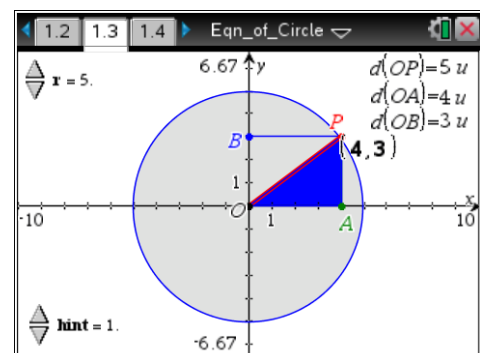 1.2 1.3 1.4 Eqn_of_Circle
r = 5.
6.67 y
d(OP)=5 u
d(OA)=4 u
d(OB)=3 u
P
(4,3)
B
1
O
-10 1 A 10 x
hint = 1.
-6.67